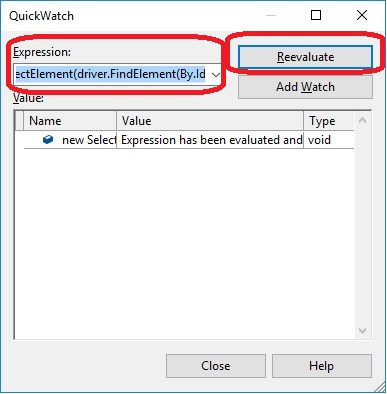 QuickWatch
Expression:
Reevaluate
ectElement(driver.FindElement(By.Id
Add Watch
Value:
Name Value Type
new Select Expression has been evaluated and void
Close Help